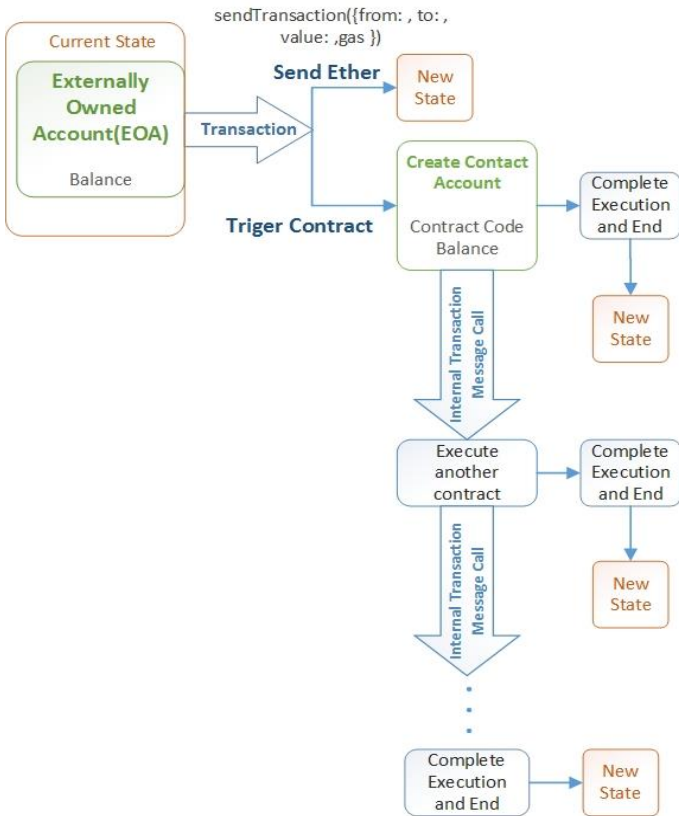 sendTransaction({from: , to: ,
value: ,gas })
Current State
Externally
Owned
Account(EOA)
Balance
Transaction
Send Ether
New
State
Triger Contract
Create Contact
Account
Contract Code
Balance
Complete
Execution
and End
New
State
Internal Transaction
Message Call
Execute
another
contract
Complete
Execution
and End
New
State
Internal Transaction
Message Call
Complete
Execution
and End
New
State